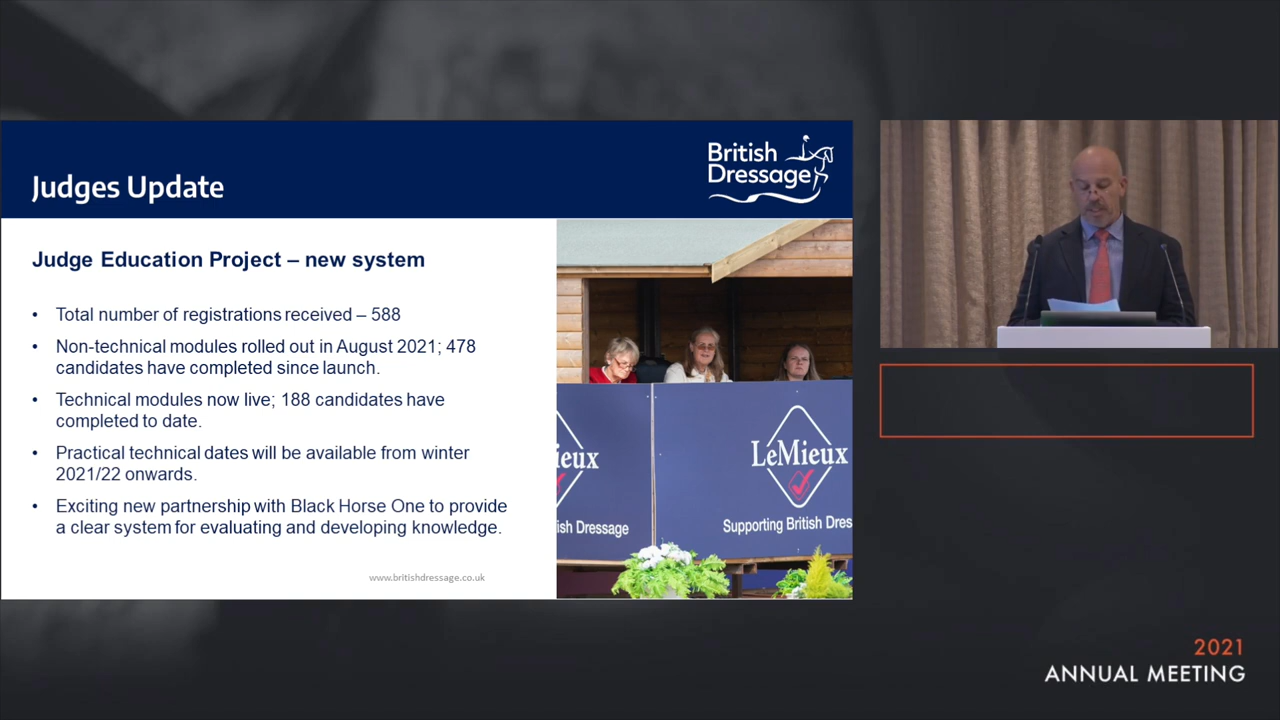 British
Dressage
Judges Update
Judge Education Project – new system
• Total number of registrations received – 588
• Non-technical modules rolled out in August 2021; 478
candidates have completed since launch.
• Technical modules now live; 188 candidates have
completed to date.
• Practical technical dates will be available from winter
2021/22 onwards.
• Exciting new partnership with Black Horse One to provide
a clear system for evaluating and developing knowledge.
www.britishdressage.co.uk
ieux
ish Dressage
LeMieux
Supporting British Dres
2021
ANNUAL MEETING